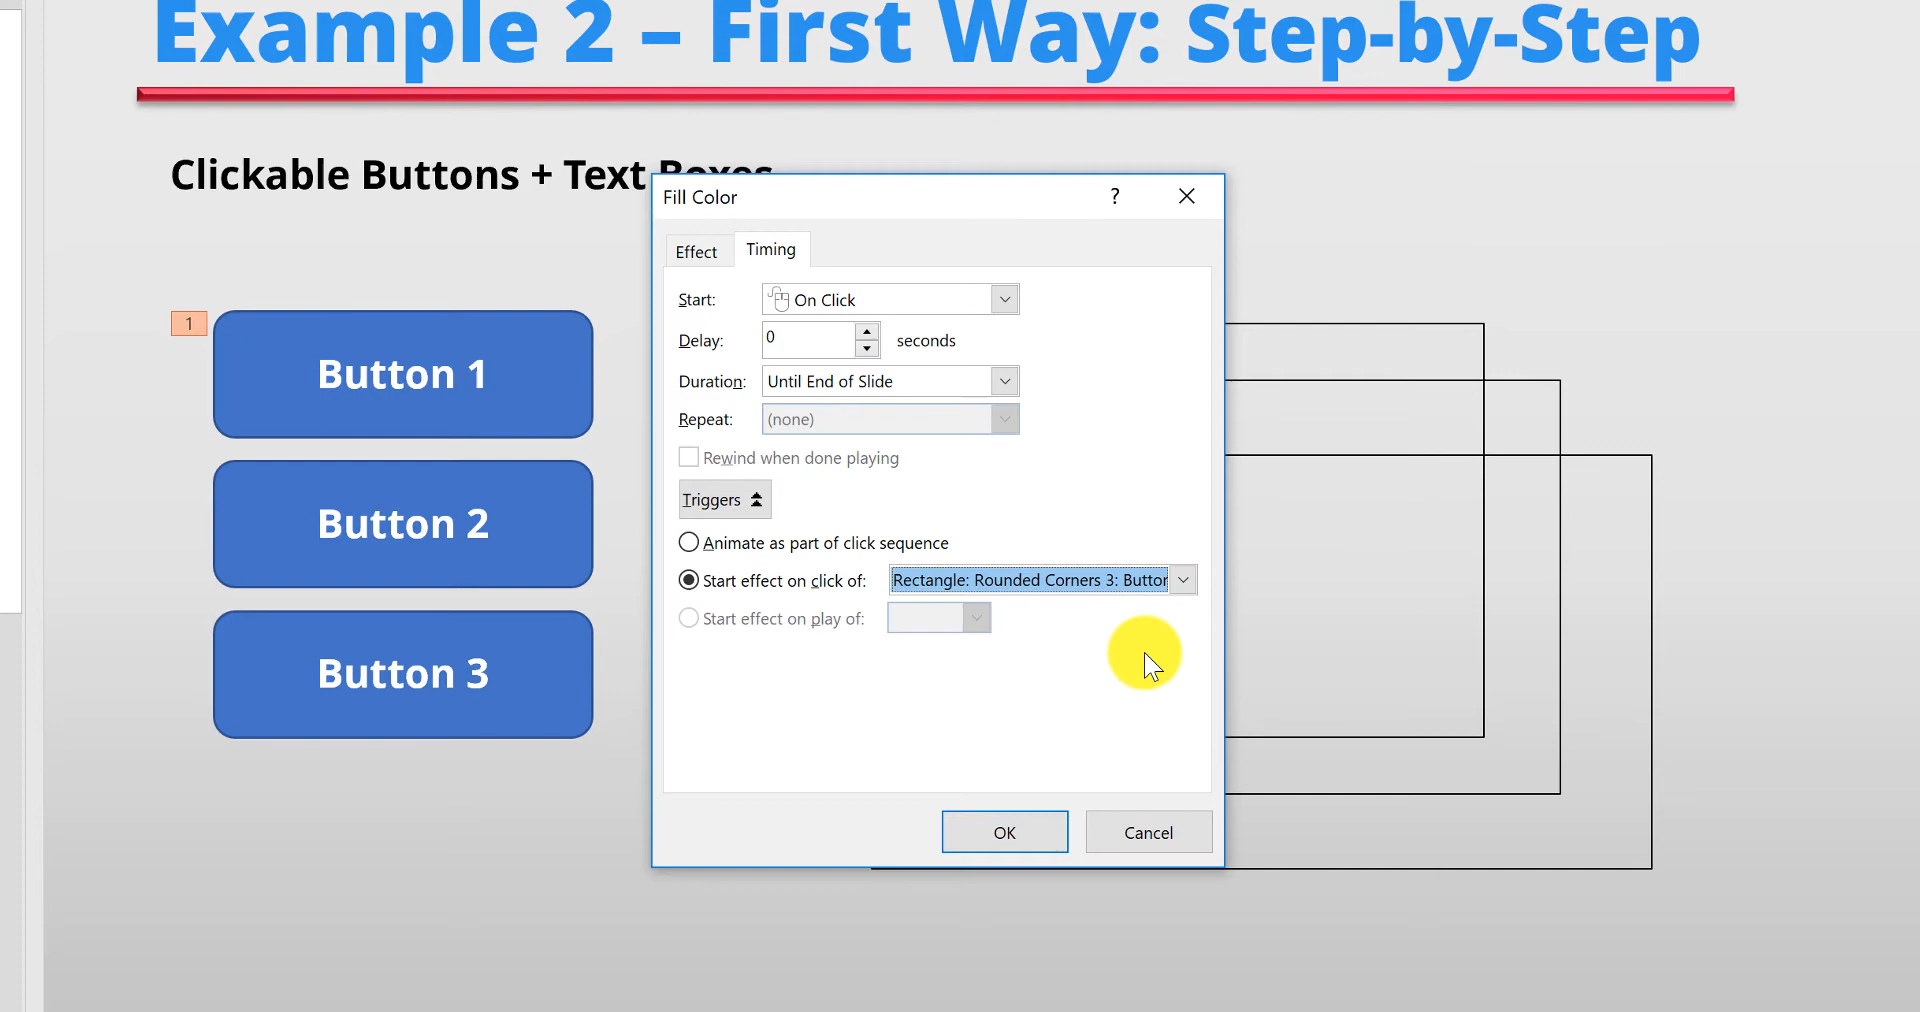 Example 2 – First Way: Step-by-Step
Clickable Buttons + Text Boxes
Fill Color
?
Effect
Timing
Start:
On Click
Delay:
0
seconds
Duration:
Until End of Slide
Repeat:
(none)
Rewind when done playing
Triggers
Animate as part of click sequence
Start effect on click of:
Rectangle: Rounded Corners 3: Button
Start effect on play of:
OK
Cancel
1
Button 1
Button 2
Button 3